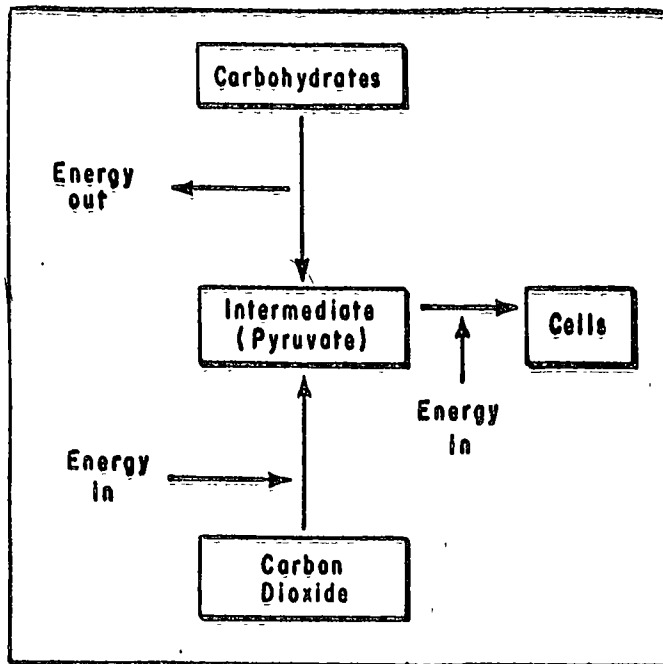 Carbohydrates
Energy
out
Intermediate
(Pyruvate)
Cells
Energy
in
Energy
in
Carbon
Dioxide